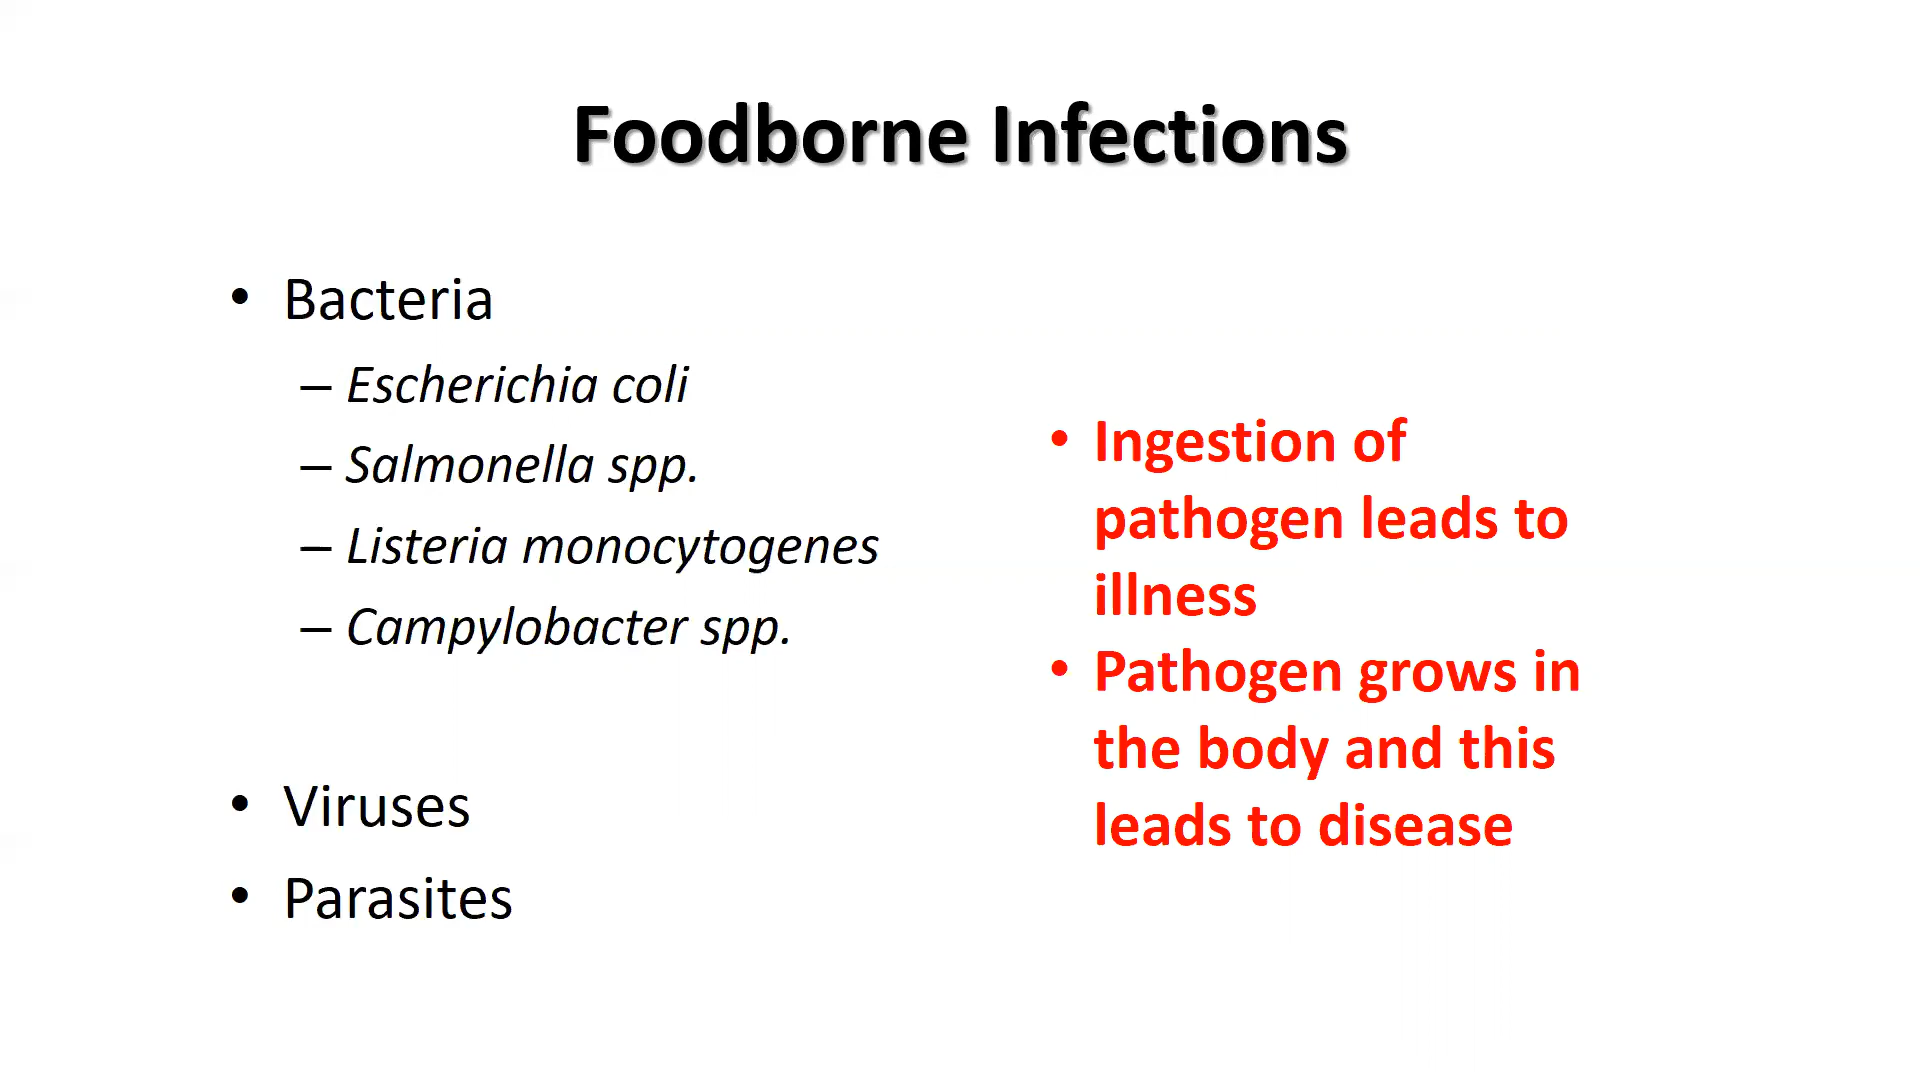 Foodborne Infections
• Bacteria
– Escherichia coli
– Salmonella spp.
– Listeria monocytogenes
– Campylobacter spp.
• Viruses
• Parasites
• Ingestion of
pathogen leads to
illness
• Pathogen grows in
the body and this
leads to disease